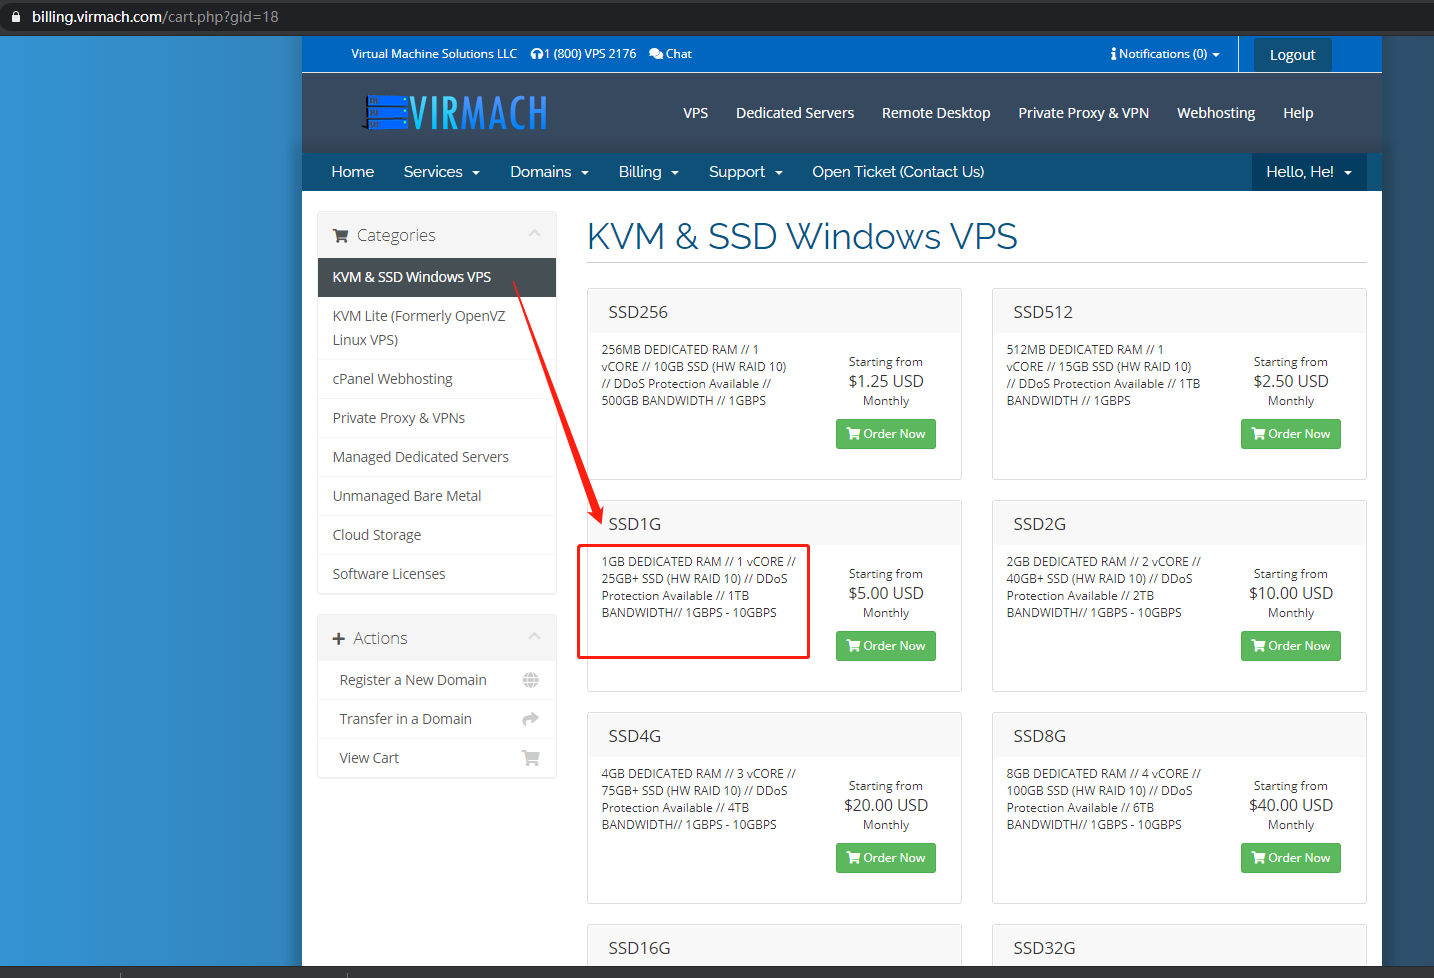 billing.virmach.com/cart.php?gid=18
Virtual Machine Solutions LLC 1 (800) VPS 2176 Chat Notifications (0) Logout
VIRMACH VPS Dedicated Servers Remote Desktop Private Proxy & VPN Webhosting Help
Home Services Domains Billing Support Open Ticket (Contact Us) Hello, He!
Categories
KVM & SSD Windows VPS
KVM Lite (Formerly OpenVZ
Linux VPS)
cPanel Webhosting
Private Proxy & VPNs
Managed Dedicated Servers
Unmanaged Bare Metal
Cloud Storage
Software Licenses
Actions
Register a New Domain
Transfer in a Domain
View Cart
KVM & SSD Windows VPS
SSD256
256MB DEDICATED RAM // 1
vCORE // 10GB SSD (HW RAID 10)
// DDoS Protection Available //
500GB BANDWIDTH // 1GBPS
Starting from
$1.25 USD
Monthly
Order Now
SSD512
512MB DEDICATED RAM // 1
vCORE // 15GB SSD (HW RAID 10)
// DDoS Protection Available // 1TB
BANDWIDTH // 1GBPS
Starting from
$2.50 USD
Monthly
Order Now
SSD1G
1GB DEDICATED RAM // 1 vCORE //
25GB+ SSD (HW RAID 10) // DDoS
Protection Available // 1TB
BANDWIDTH// 1GBPS - 10GBPS
Starting from
$5.00 USD
Monthly
Order Now
SSD2G
2GB DEDICATED RAM // 2 vCORE //
40GB+ SSD (HW RAID 10) // DDoS
Protection Available // 2TB
BANDWIDTH// 1GBPS - 10GBPS
Starting from
$10.00 USD
Monthly
Order Now
SSD4G
4GB DEDICATED RAM // 3 vCORE //
75GB+ SSD (HW RAID 10) // DDoS
Protection Available // 4TB
BANDWIDTH// 1GBPS - 10GBPS
Starting from
$20.00 USD
Monthly
Order Now
SSD8G
8GB DEDICATED RAM // 4 vCORE //
100GB SSD (HW RAID 10) // DDoS
Protection Available // 6TB
BANDWIDTH// 1GBPS - 10GBPS
Starting from
$40.00 USD
Monthly
Order Now
SSD16G
SSD32G